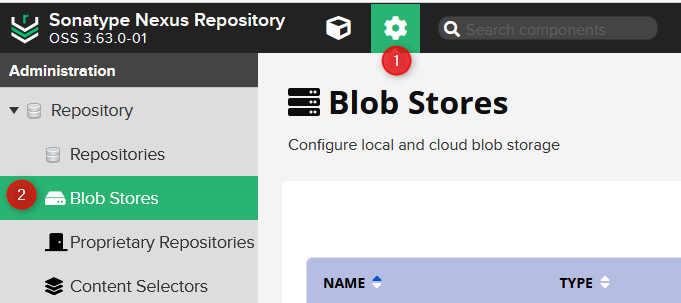 Sonatype Nexus Repository
OSS 3.63.0-01
Search components
1
Administration
Repository
Repositories
2
Blob Stores
Proprietary Repositories
Content Selectors
Blob Stores
Configure local and cloud blob storage
NAME
TYPE